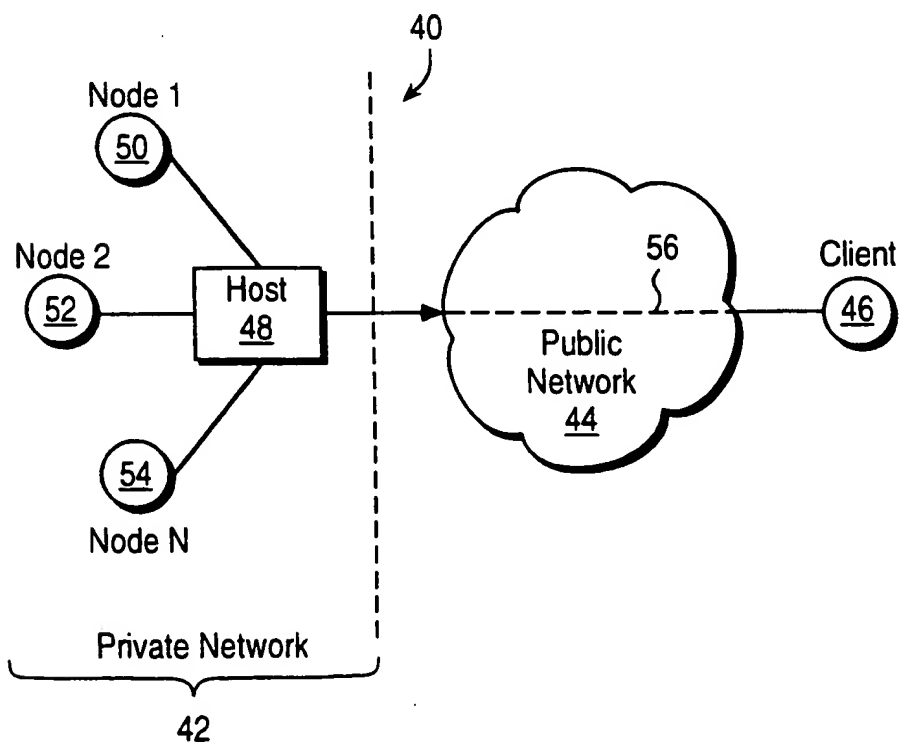 40
Node 1
50
Node 2
52
Host
48
56
Client
46
Public
Network
44
54
Node N
Private Network
42